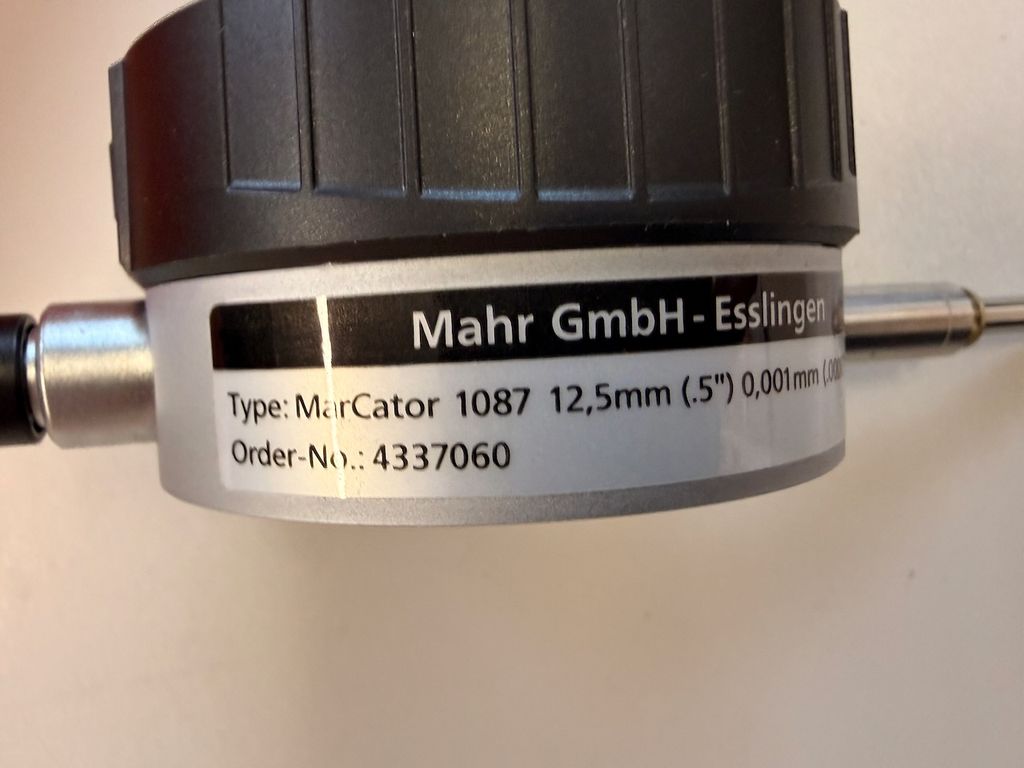 Mahr GmbH - Esslingen
Type: MarCator 1087 12,5mm (.5") 0,001mm
Order-No.: 4337060